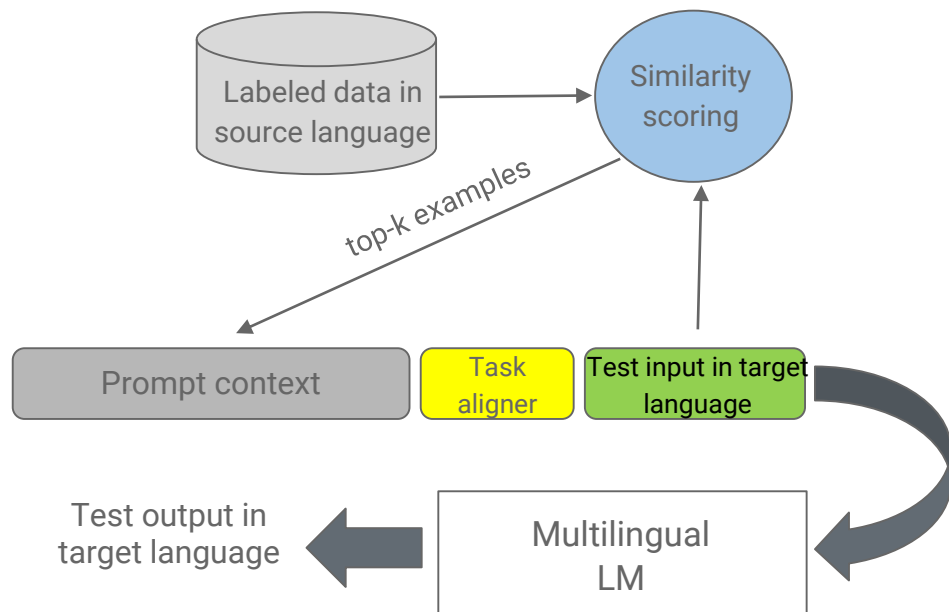 Labeled data in
source language
Similarity
scoring
top-k examples
Prompt context
Task
aligner
Test input in target
language
Test output in
target language
Multilingual
LM